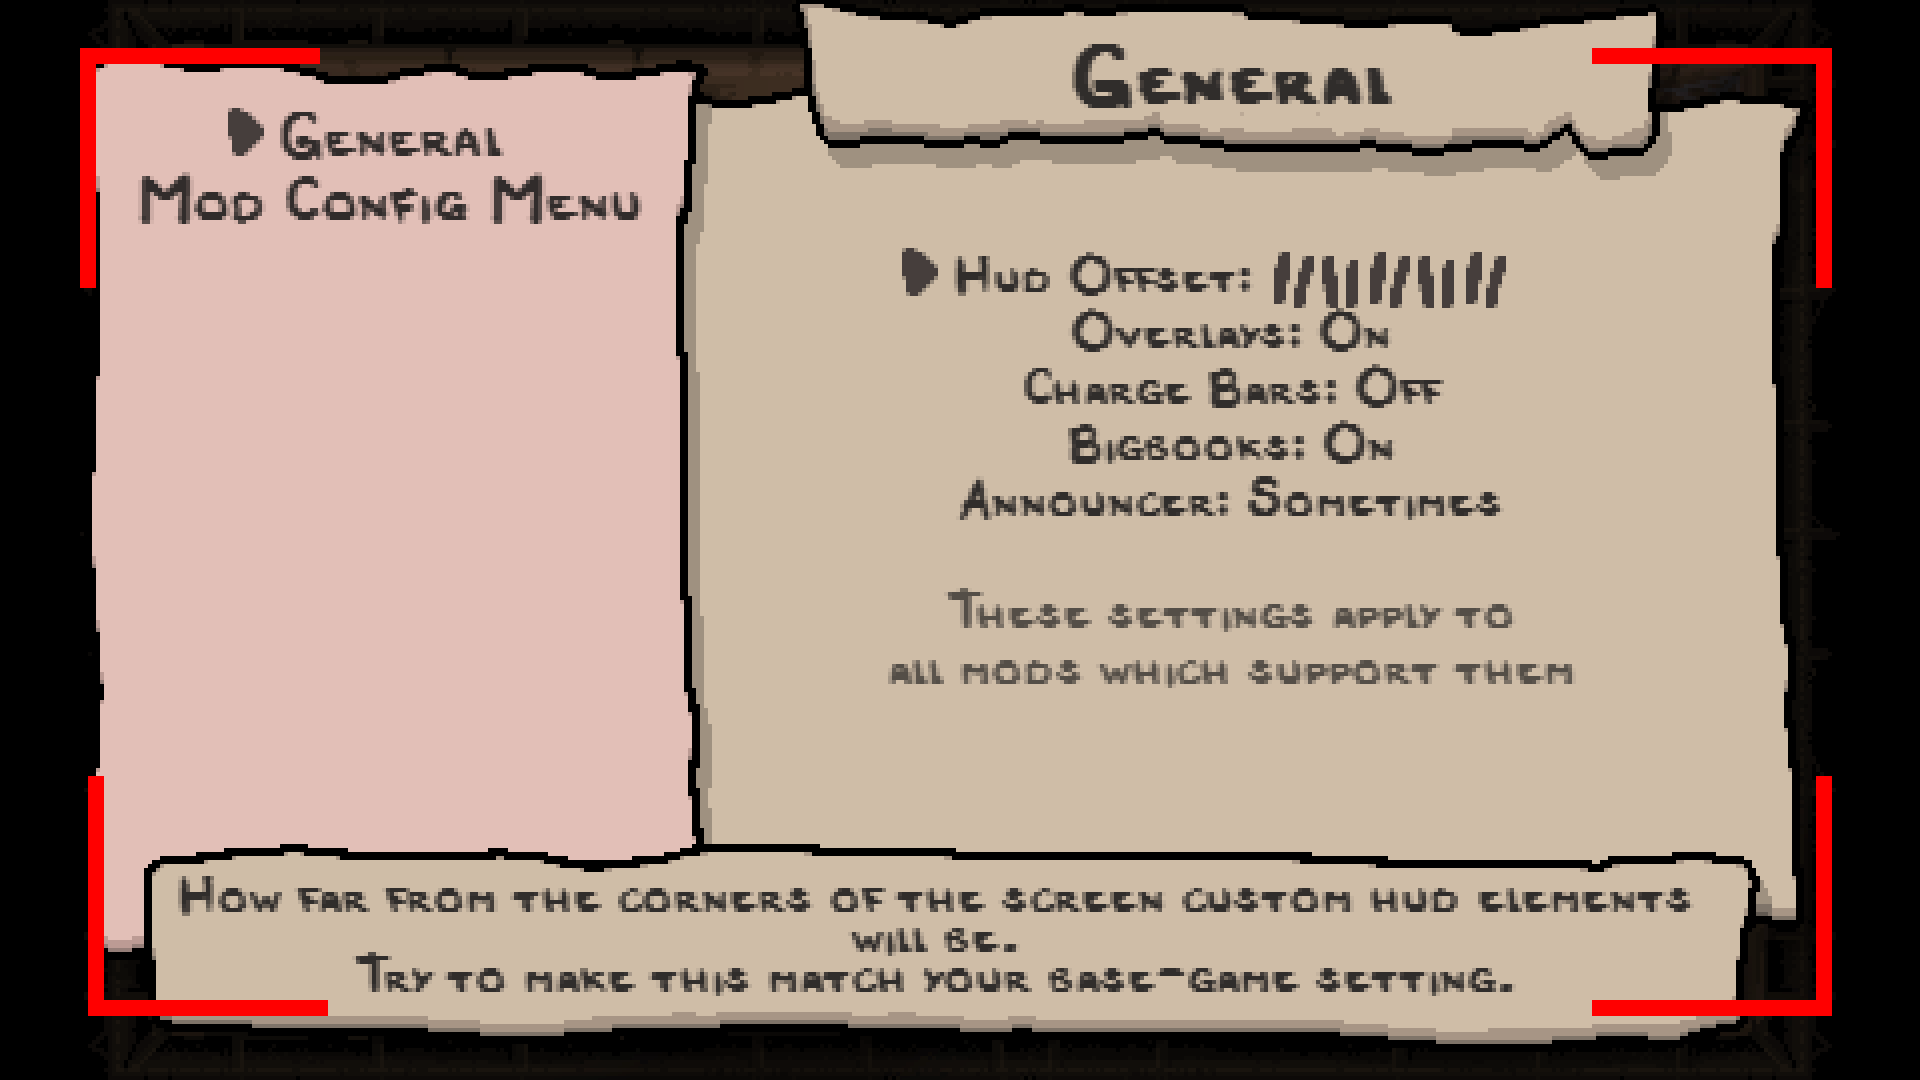 General
General
Mod Config Menu
Hud Offset:
Overlays: On
Charge Bars: Off
Bigbooks: On
Announcer: Sometimes
These settings apply to
all mods which support them
How far from the corners of the screen custom hud elements
will be.
Try to make this match your base-game setting.